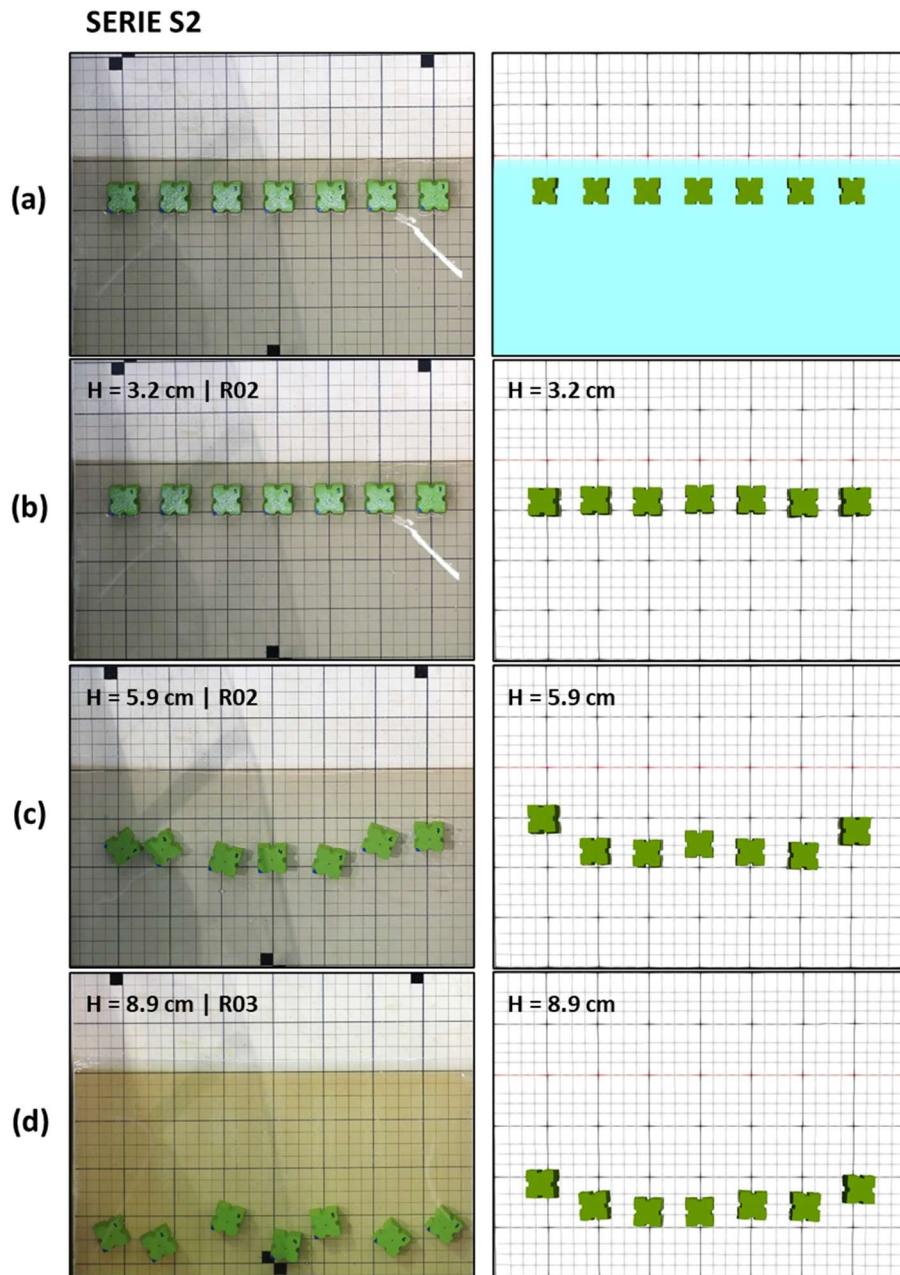 SERIE S2
(a)
(b)
H = 3.2 cm | R02
H = 3.2 cm
(c)
H = 5.9 cm | R02
H = 5.9 cm
(d)
H = 8.9 cm | R03
H = 8.9 cm